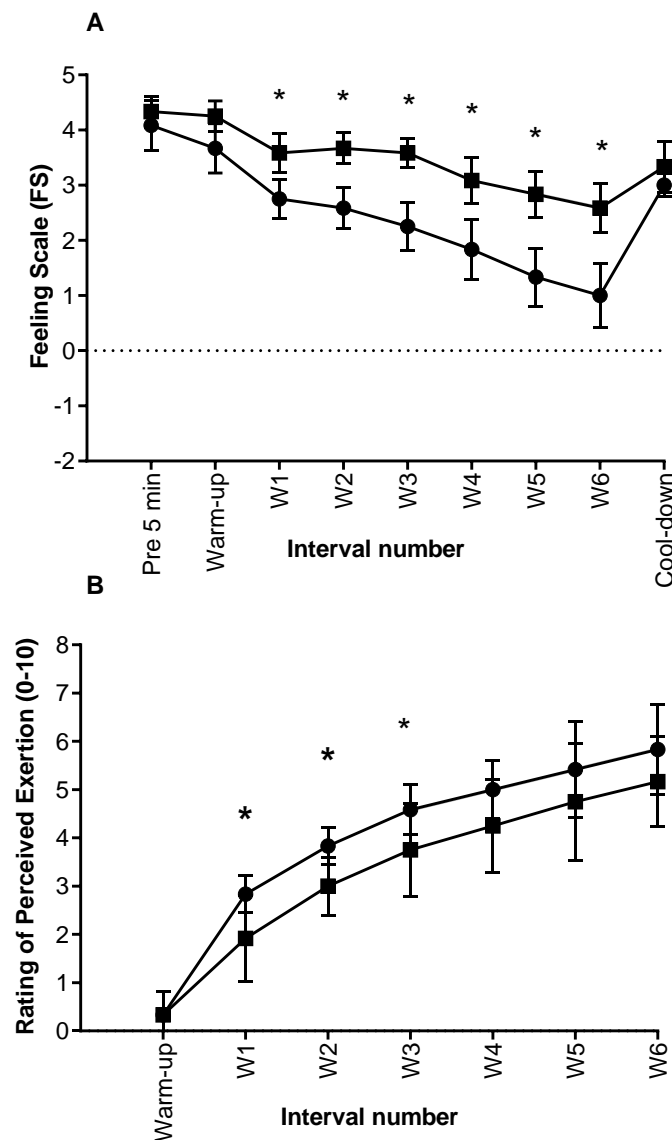 A
5
4
3
2
1
0
-1
-2
Feeling Scale (FS)
* * * * * *
Pre 5 min
Warm-up
W1
W2
W3
W4
W5
W6
Cool-down
Interval number
B
8
7
6
5
4
3
2
1
0
Rating of Perceived Exertion (0-10)
* * *
Warm-up
W1
W2
W3
W4
W5
W6
Interval number